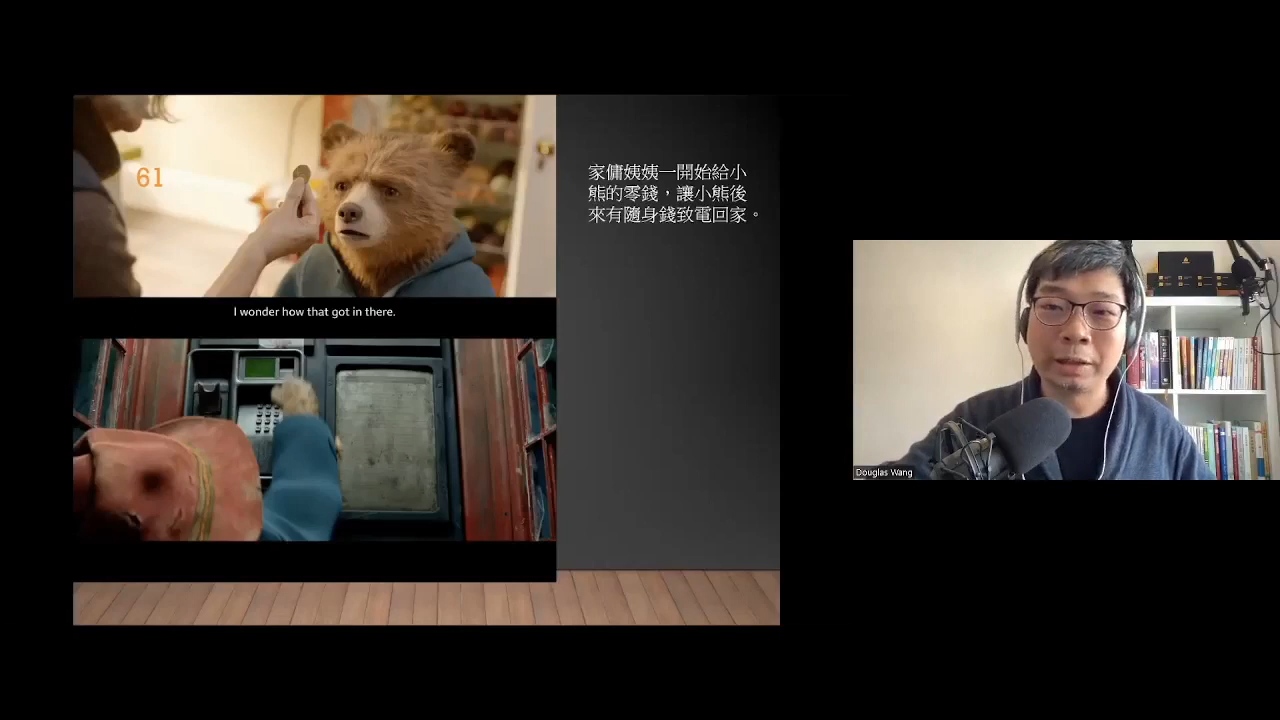 61
I wonder how that got in there.
家傭姨姨一開始給小
熊的零錢，讓小熊後
來有隨身錢致電回家。
Douglas Wang